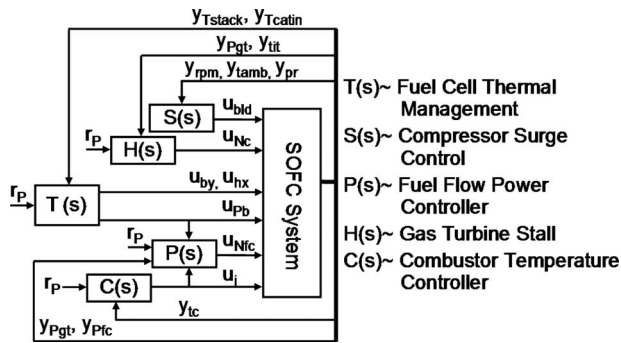 yTstack, yTcatin
yPgt, ytit
yrpm, ytamb, ypr
S(s)
ubld
rP
H(s)
uNc
rP
T(s)
uby, uhx
uPb
rP
P(s)
uNfc
rP
C(s)
ui
yPgt, yPfc
ytc
SOFC System
T(s)~ Fuel Cell Thermal
Management
S(s)~ Compressor Surge
Control
P(s)~ Fuel Flow Power
Controller
H(s)~ Gas Turbine Stall
C(s)~ Combustor Temperature
Controller